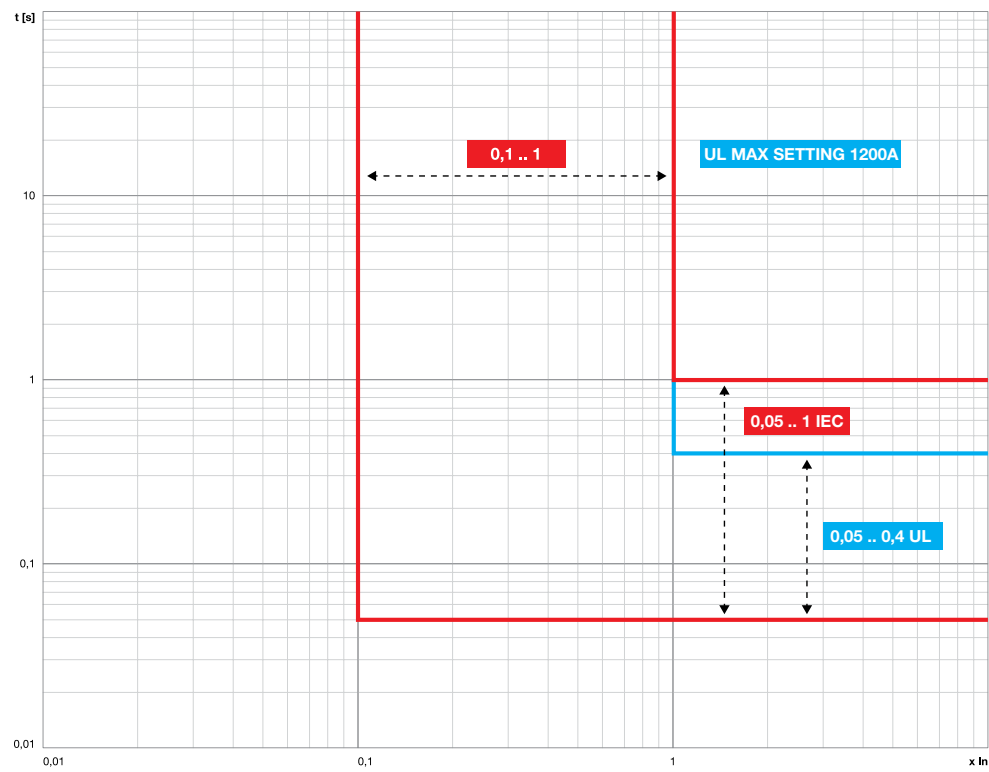 t [s]
0,1 .. 1
UL MAX SETTING 1200A
10
1
0,05 .. 1 IEC
0,05 .. 0,4 UL
0,1
0,01
0,01
0,1
1
x In